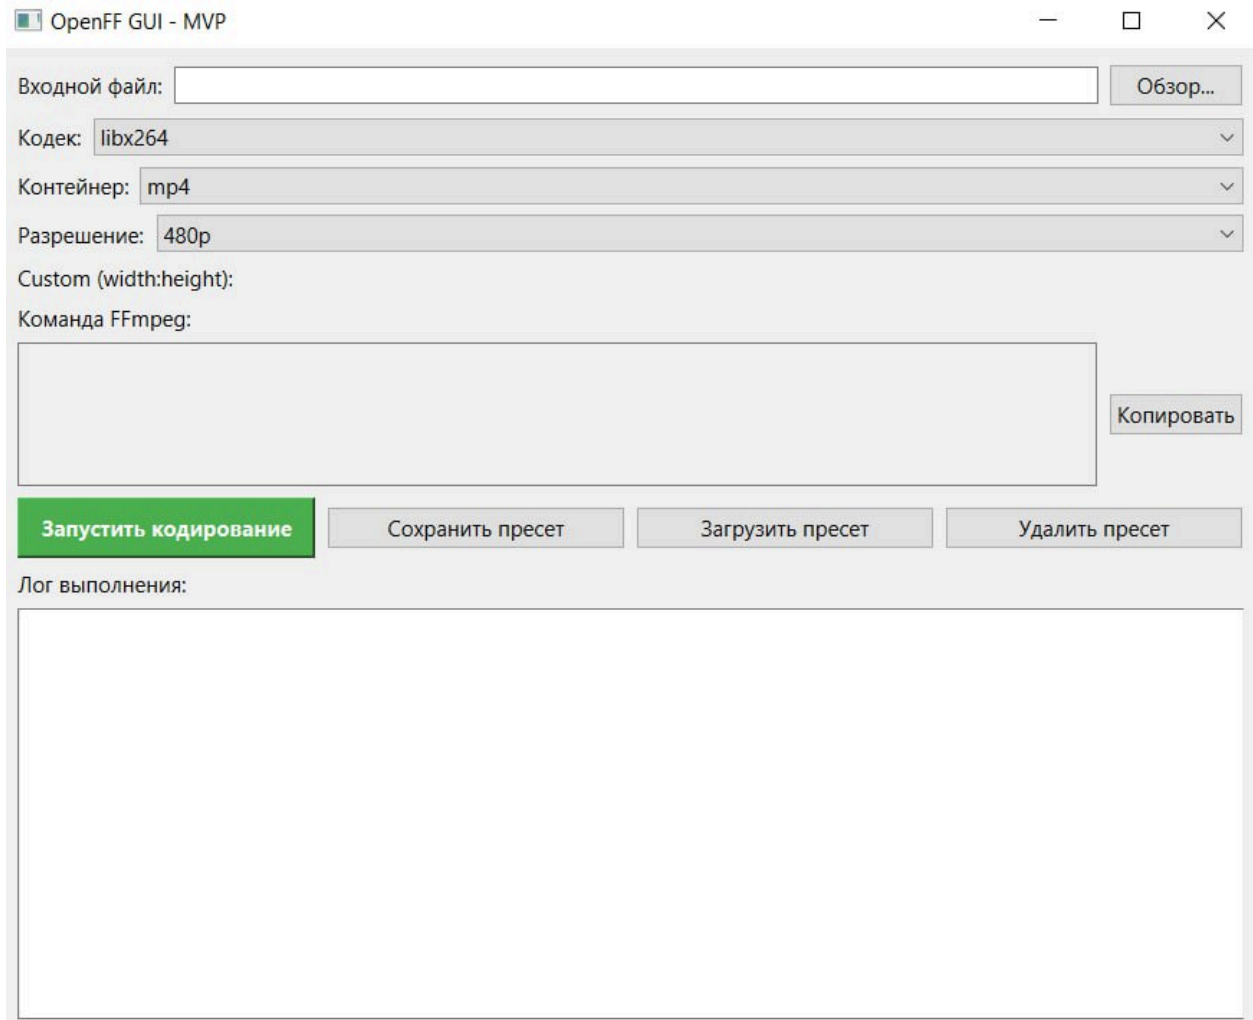 OpenFF GUI - MVP
Входной файл: Обзор...
Кодек: libx264
Контейнер: mp4
Разрешение: 480p
Custom (width:height):
Команда FFmpeg:
Копировать
Запустить кодирование Сохранить пресет Загрузить пресет Удалить пресет
Лог выполнения: